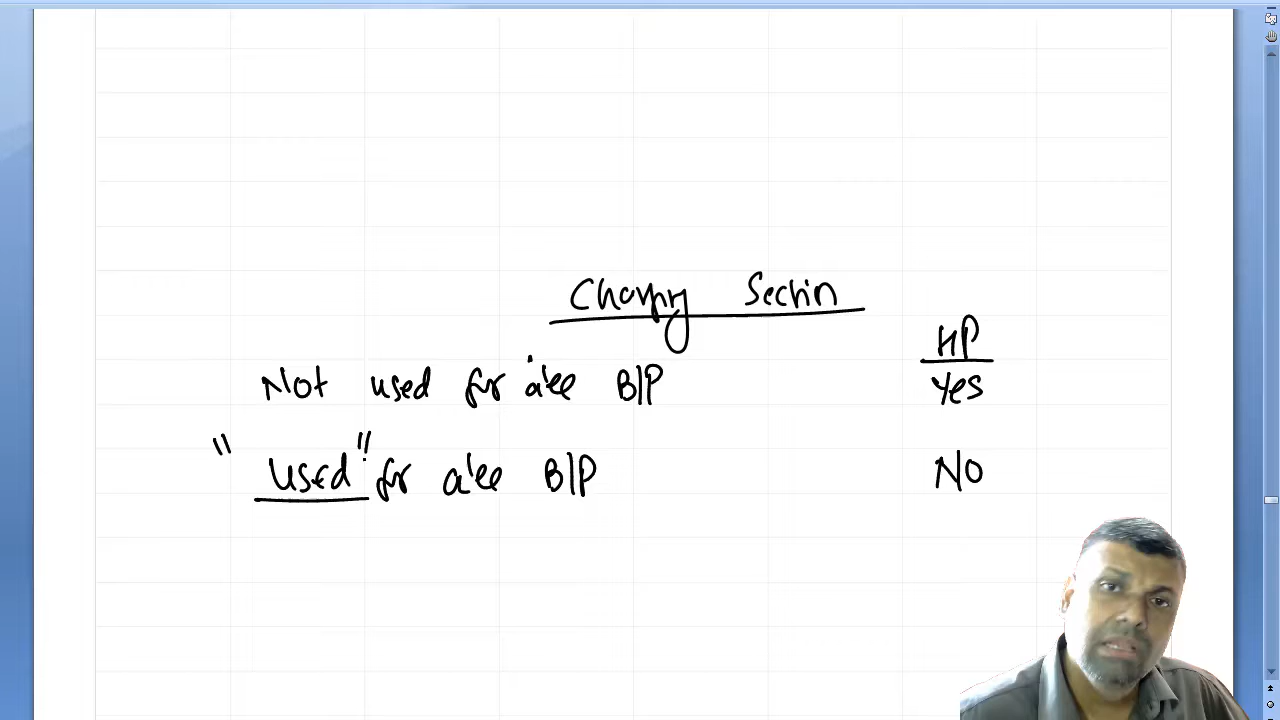 Charging Section
HP
Not used for a'ee B/P Yes
"used" for a'ee B/P No